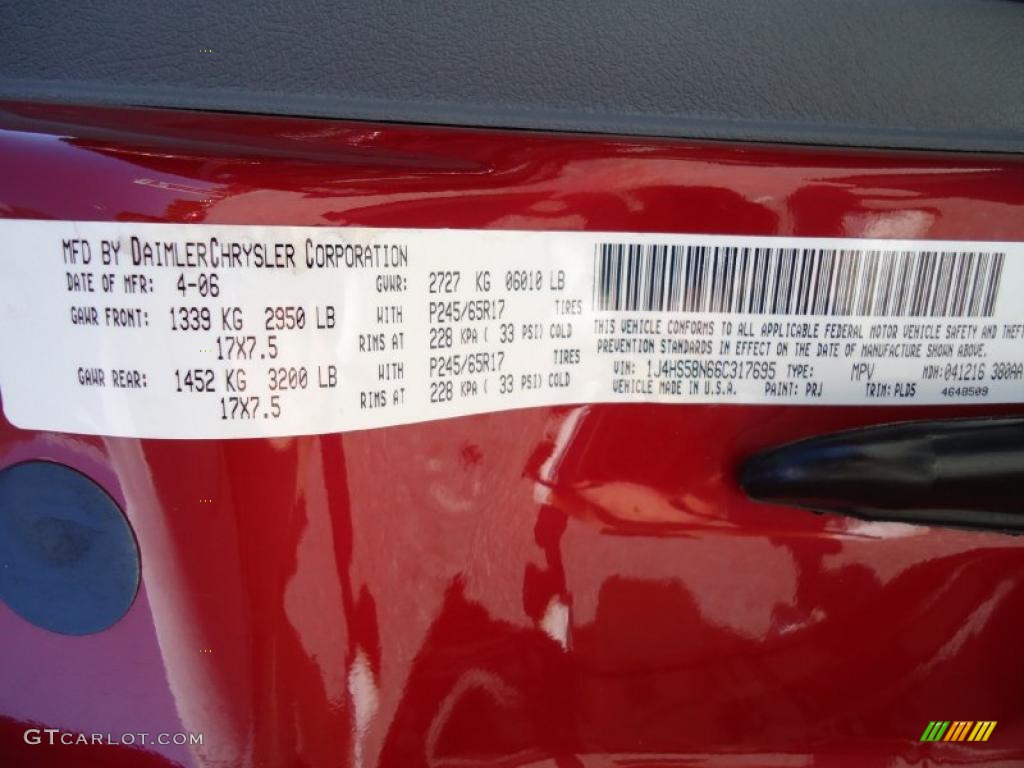 MFD BY DAIMLERCHRYSLER CORPORATION
DATE OF MFR: 4-06 GVWR: 2727 KG 06010 LB
GAWR FRONT: 1339 KG 2950 LB WITH P245/65R17 TIRES
17X7.5 RIMS AT 228 KPA ( 33 PSI) COLD
GAWR REAR: 1452 KG 3200 LB WITH P245/65R17 TIRES
17X7.5 RIMS AT 228 KPA ( 33 PSI) COLD
THIS VEHICLE CONFORMS TO ALL APPLICABLE FEDERAL MOTOR VEHICLE SAFETY AND THEFT
PREVENTION STANDARDS IN EFFECT ON THE DATE OF MANUFACTURE SHOWN ABOVE.
VIN: 1J4HS58N66C317695 TYPE: MPV MDH:041216 380AA
VEHICLE MADE IN U.S.A. PAINT: PRJ TRIM: PLDS 4648509
GTCARLOT.COM